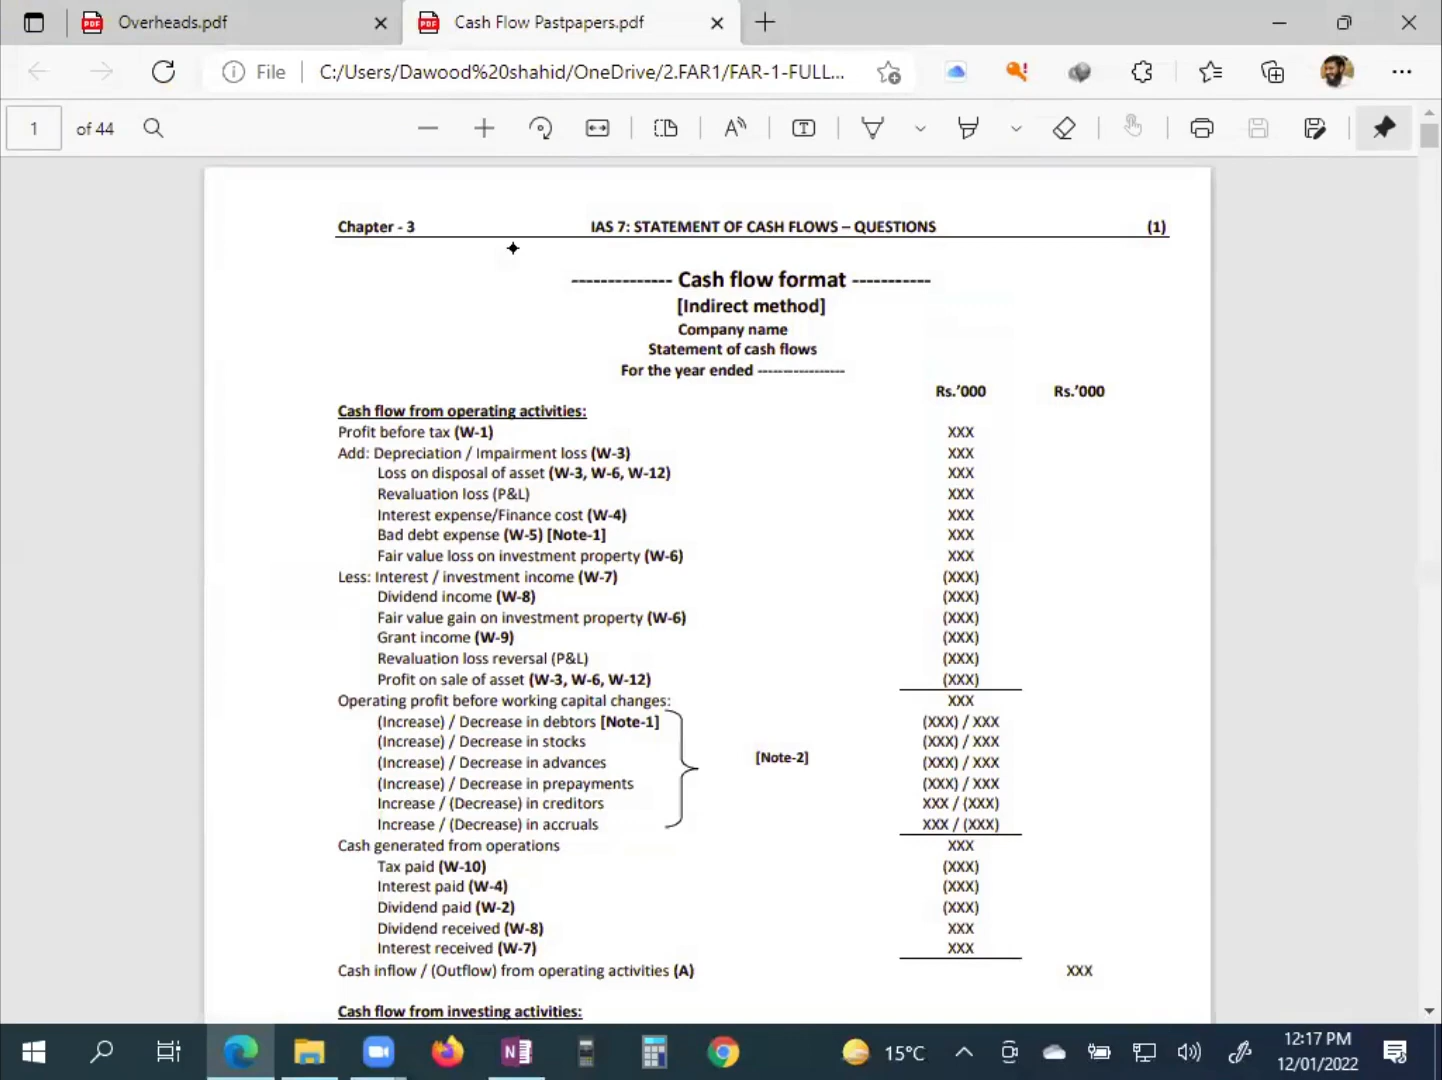 Overheads.pdf
Cash Flow Pastpapers.pdf
File
C:/Users/Dawood%20shahid/OneDrive/2.FAR1/FAR-1-FULL...
1 of 44
Chapter - 3 IAS 7: STATEMENT OF CASH FLOWS – QUESTIONS (1)
-------------- Cash flow format -----------
[Indirect method]
Company name
Statement of cash flows
For the year ended -----------------
Rs.'000 Rs.'000
Cash flow from operating activities:
Profit before tax (W-1) XXX
Add: Depreciation / Impairment loss (W-3) XXX
Loss on disposal of asset (W-3, W-6, W-12) XXX
Revaluation loss (P&L) XXX
Interest expense/Finance cost (W-4) XXX
Bad debt expense (W-5) [Note-1] XXX
Fair value loss on investment property (W-6) XXX
Less: Interest / investment income (W-7) (XXX)
Dividend income (W-8) (XXX)
Fair value gain on investment property (W-6) (XXX)
Grant income (W-9) (XXX)
Revaluation loss reversal (P&L) (XXX)
Profit on sale of asset (W-3, W-6, W-12) (XXX)
Operating profit before working capital changes: XXX
(Increase) / Decrease in debtors [Note-1] (XXX) / XXX
(Increase) / Decrease in stocks (XXX) / XXX
[Note-2]
(Increase) / Decrease in advances (XXX) / XXX
(Increase) / Decrease in prepayments (XXX) / XXX
Increase / (Decrease) in creditors XXX / (XXX)
Increase / (Decrease) in accruals XXX / (XXX)
Cash generated from operations XXX
Tax paid (W-10) (XXX)
Interest paid (W-4) (XXX)
Dividend paid (W-2) (XXX)
Dividend received (W-8) XXX
Interest received (W-7) XXX
Cash inflow / (Outflow) from operating activities (A) XXX
Cash flow from investing activities:
15°C
12:17 PM
12/01/2022